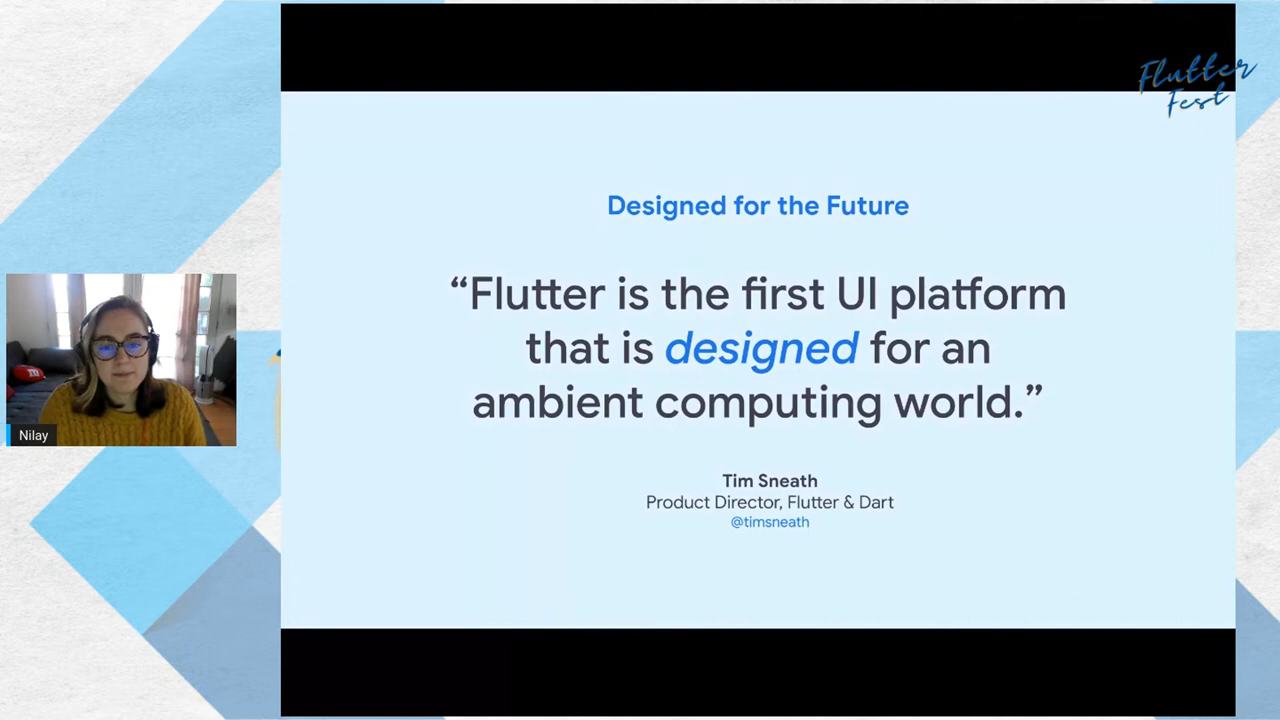 Flutter
Fest
Designed for the Future
“Flutter is the first UI platform
that is designed for an
ambient computing world.”
Tim Sneath
Product Director, Flutter & Dart
@timsneath
Nilay